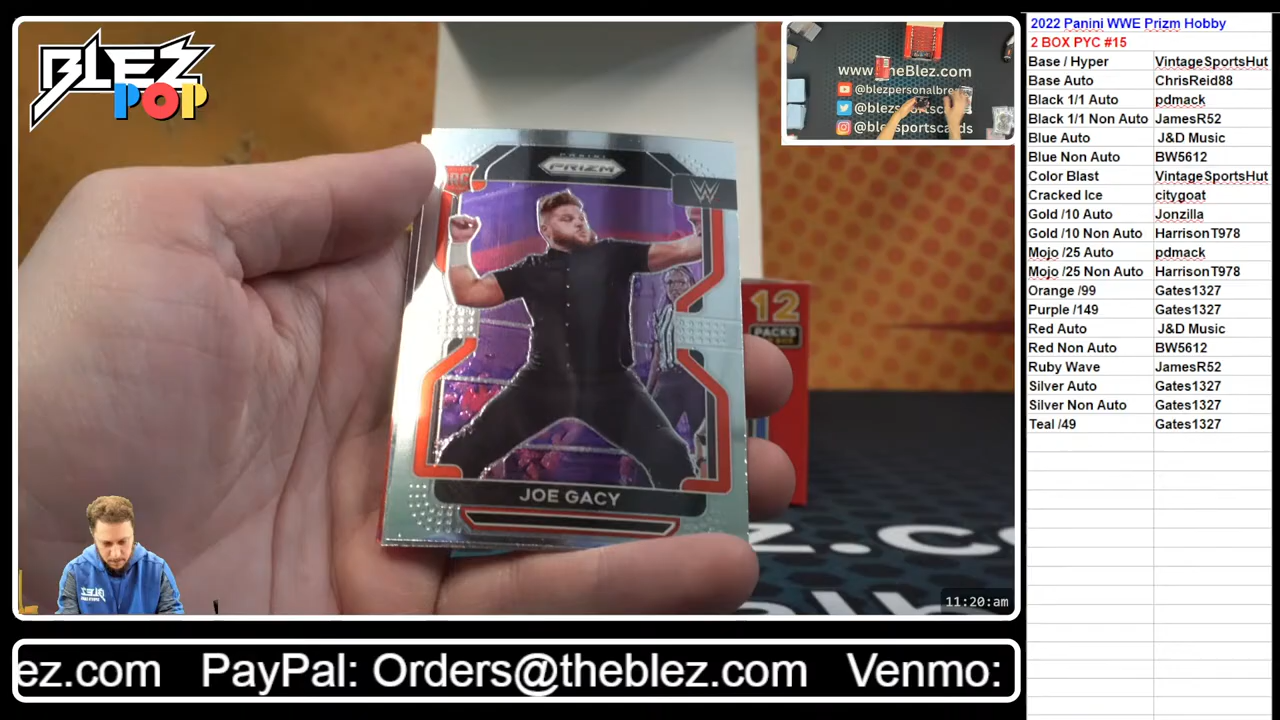 BLEZ
POP
PANINI
PRIZM
RC
W
JOE GACY
12
PACKS
www.TheBlez.com
@blezpersonalbre
@blezsportscards
@blezsportscards
11:20:am
ez.com PayPal: Orders@theblez.com Venmo:
2022 Panini WWE Prizm Hobby
2 BOX PYC #15
Base / Hyper VintageSportsHut
Base Auto ChrisReid88
Black 1/1 Auto pdmack
Black 1/1 Non Auto JamesR52
Blue Auto J&D Music
Blue Non Auto BW5612
Color Blast VintageSportsHut
Cracked Ice citygoat
Gold /10 Auto Jonzilla
Gold /10 Non Auto HarrisonT978
Mojo /25 Auto pdmack
Mojo /25 Non Auto HarrisonT978
Orange /99 Gates1327
Purple /149 Gates1327
Red Auto J&D Music
Red Non Auto BW5612
Ruby Wave JamesR52
Silver Auto Gates1327
Silver Non Auto Gates1327
Teal /49 Gates1327